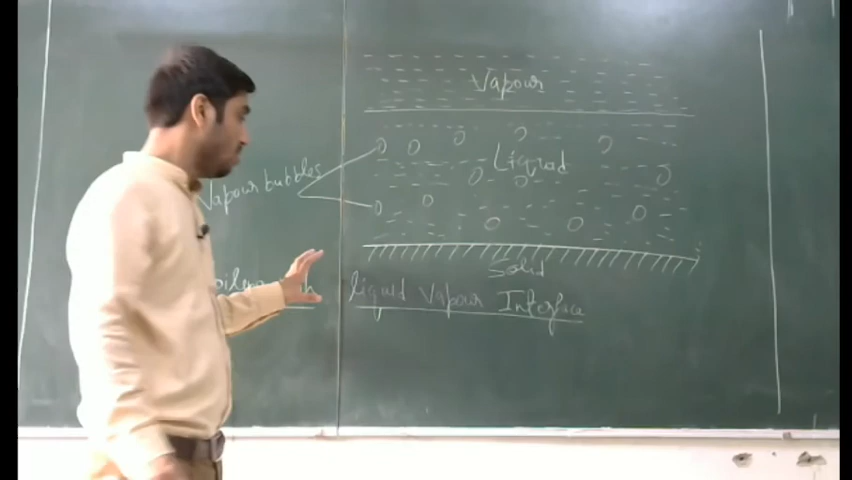 Vapour
Liquid
Vapour bubbles
Solid
liquid Vapour Interface